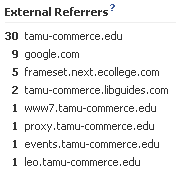 External Referrers?
30 tamu-commerce.edu
9 google.com
5 frameset.next.ecollege.com
2 tamu-commerce.libguides.com
1 www7.tamu-commerce.edu
1 proxy.tamu-commerce.edu
1 events.tamu-commerce.edu
1 leo.tamu-commerce.edu